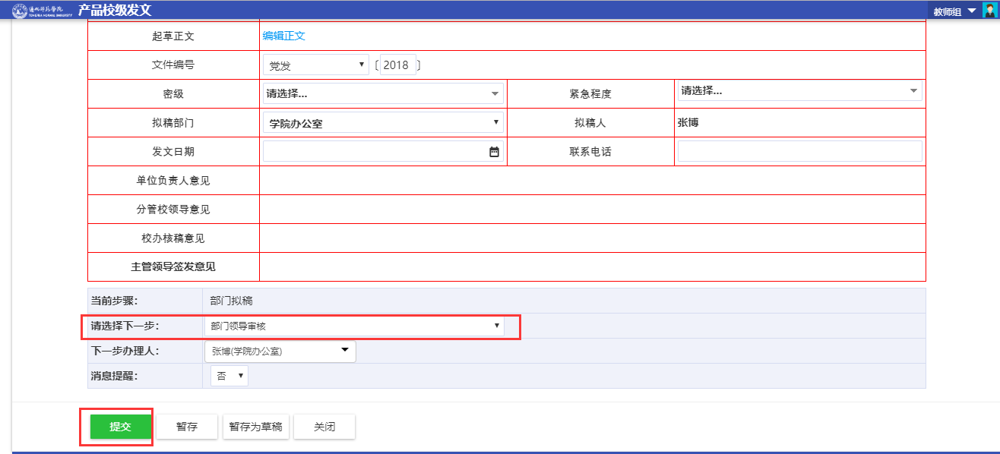 通化师范学院 产品校级发文 教师组
TONGHUA NORMAL UNIVERSITY
起草正文 编辑正文
文件编号 党发 〔 2018 〕
密级 请选择... 紧急程度 请选择...
拟稿部门 学院办公室 拟稿人 张博
发文日期 联系电话
单位负责人意见
分管校领导意见
校办核稿意见
主管领导签发意见
当前步骤： 部门拟稿
请选择下一步： 部门领导审核
下一步办理人： 张博(学院办公室)
消息提醒： 否
提交 暂存 暂存为草稿 关闭